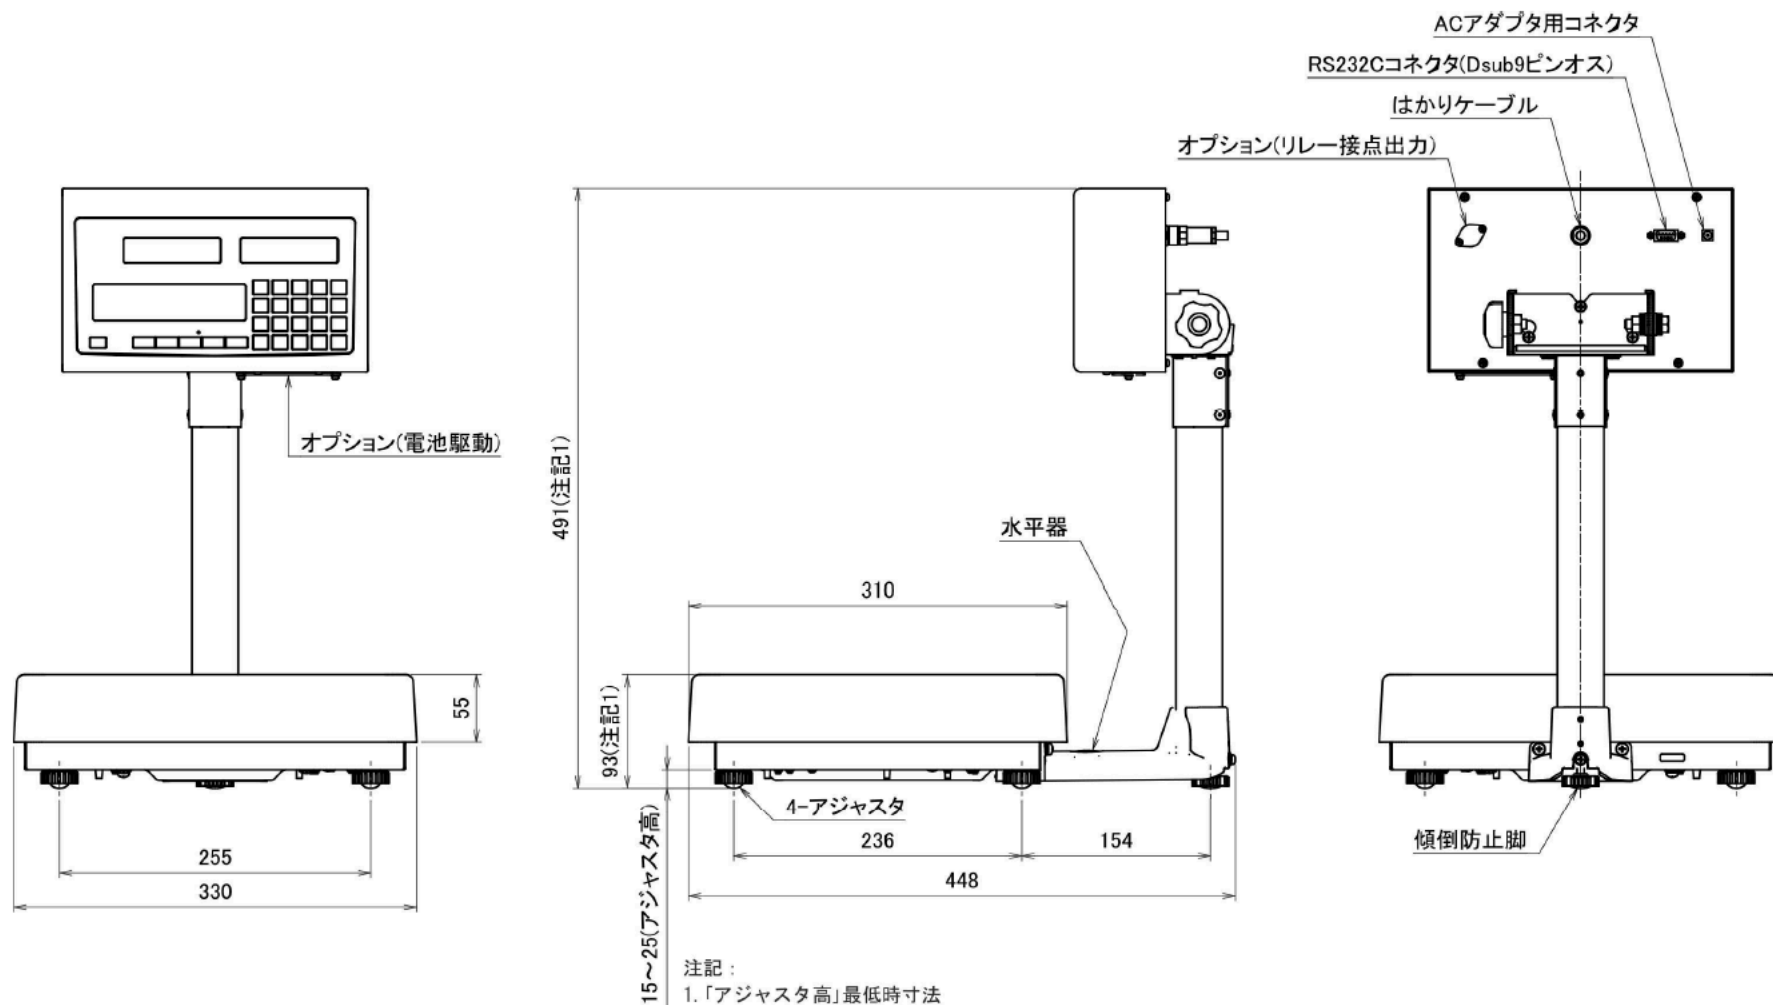 ACアダプタ用コネクタ
RS232Cコネクタ(Dsub9ピンオス)
はかりケーブル
オプション(リレー接点出力)
オプション(電池駆動)
491(注記1)
水平器
310
55
93(注記1)
4-アジャスタ
236
154
傾倒防止脚
255
448
330
15～25(アジャスタ高)
注記：
1.「アジャスタ高」最低時寸法